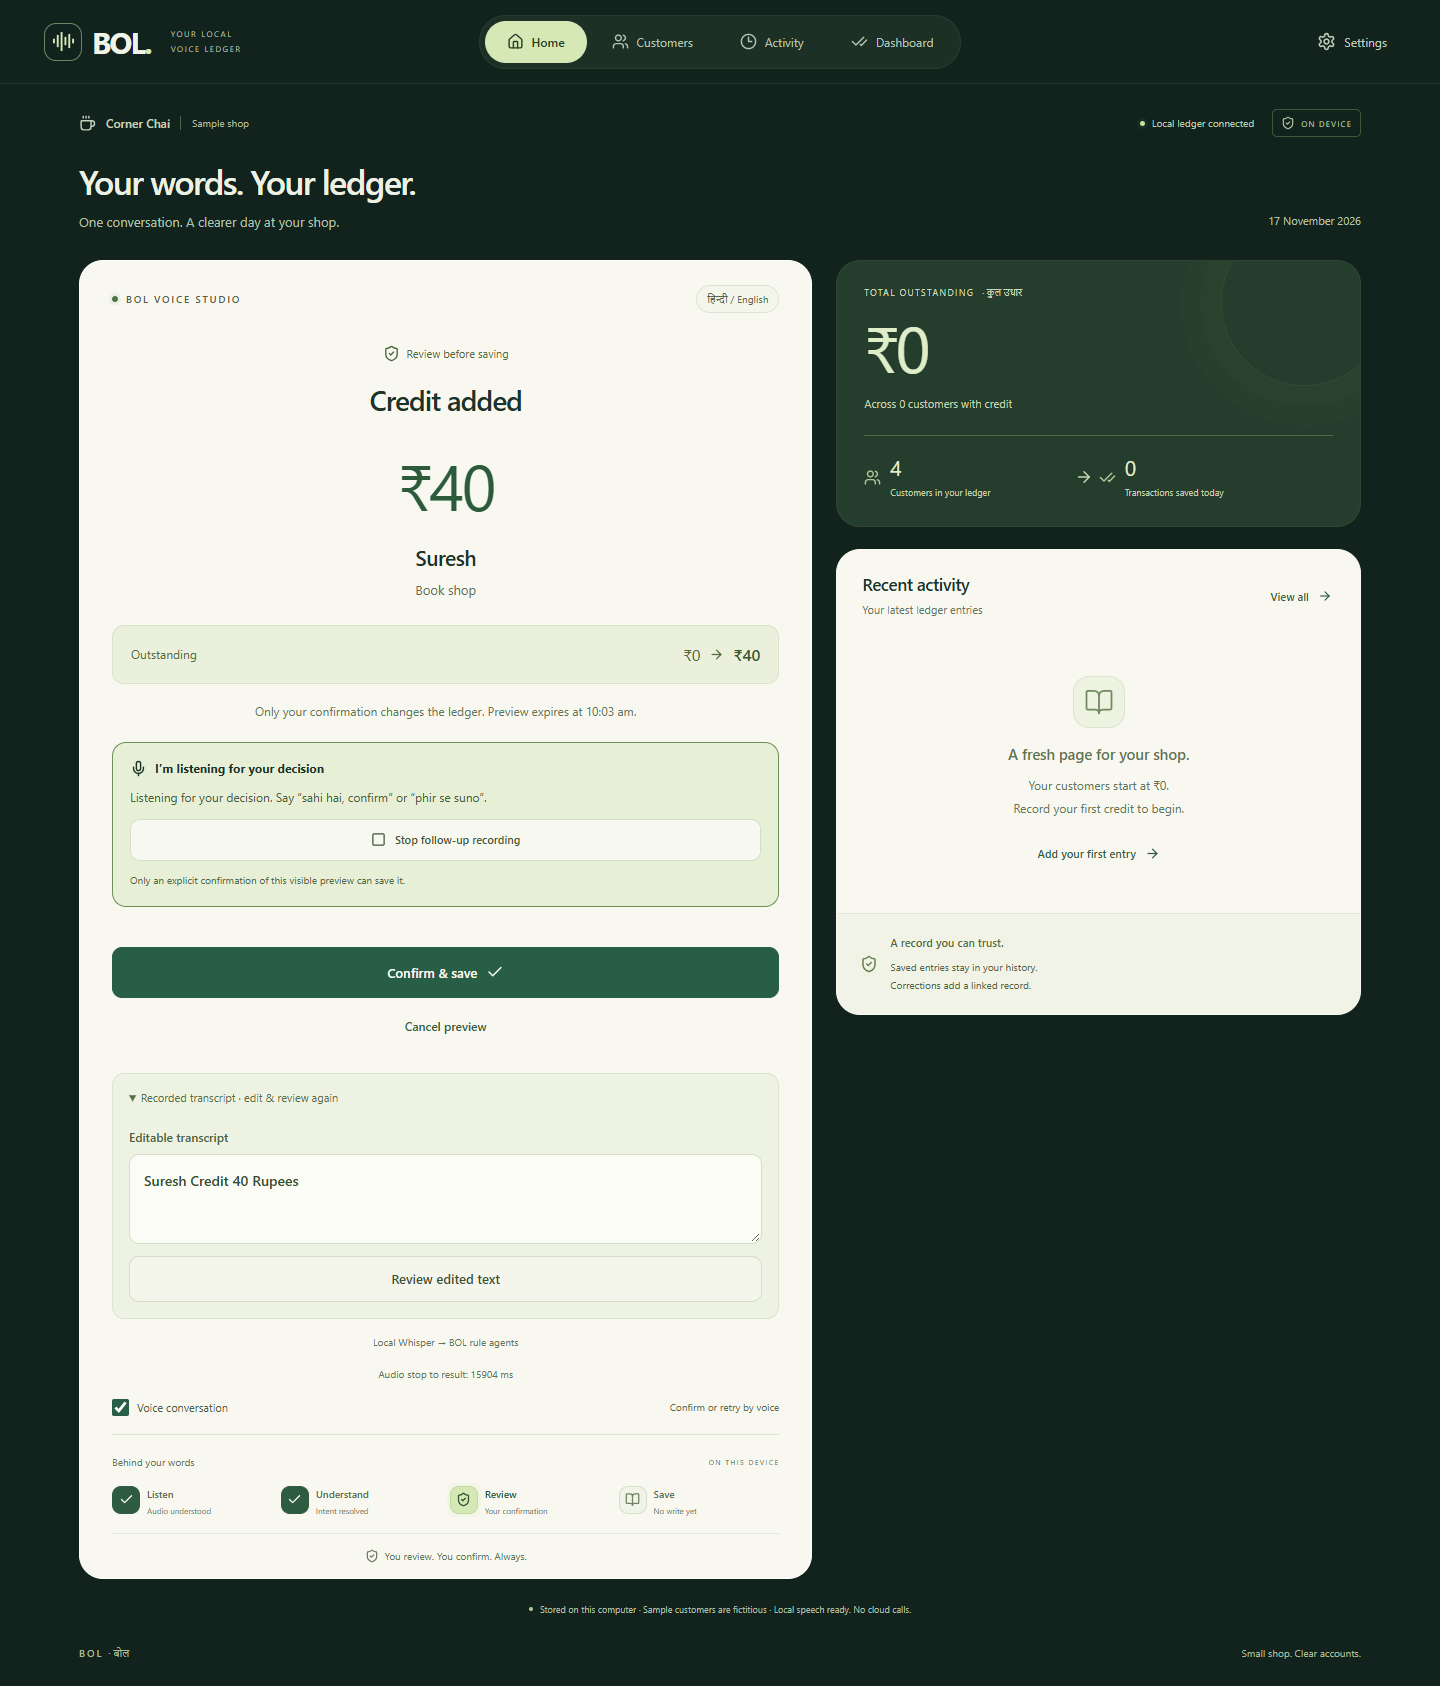 BOL.
YOUR LOCAL
VOICE LEDGER
Home
Customers
Activity
Dashboard
Settings
Corner Chai
Sample shop
Local ledger connected
ON DEVICE
Your words. Your ledger.
One conversation. A clearer day at your shop.
17 November 2026
BOL VOICE STUDIO
हिन्दी / English
Review before saving
Credit added
₹40
Suresh
Book shop
Outstanding
₹0 → ₹40
Only your confirmation changes the ledger. Preview expires at 10:03 am.
I’m listening for your decision
Listening for your decision. Say “sahi hai, confirm” or “phir se suno”.
Stop follow-up recording
Only an explicit confirmation of this visible preview can save it.
Confirm & save
Cancel preview
▼ Recorded transcript · edit & review again
Editable transcript
Suresh Credit 40 Rupees
Review edited text
Local Whisper → BOL rule agents
Audio stop to result: 15904 ms
Voice conversation
Confirm or retry by voice
Behind your words
ON THIS DEVICE
Listen
Audio understood
Understand
Intent resolved
Review
Your confirmation
Save
No write yet
You review. You confirm. Always.
TOTAL OUTSTANDING · कुल उधार
₹0
Across 0 customers with credit
4
Customers in your ledger
0
Transactions saved today
Recent activity
Your latest ledger entries
View all
A fresh page for your shop.
Your customers start at ₹0.
Record your first credit to begin.
Add your first entry
A record you can trust.
Saved entries stay in your history.
Corrections add a linked record.
Stored on this computer · Sample customers are fictitious · Local speech ready. No cloud calls.
BOL · बोल
Small shop. Clear accounts.